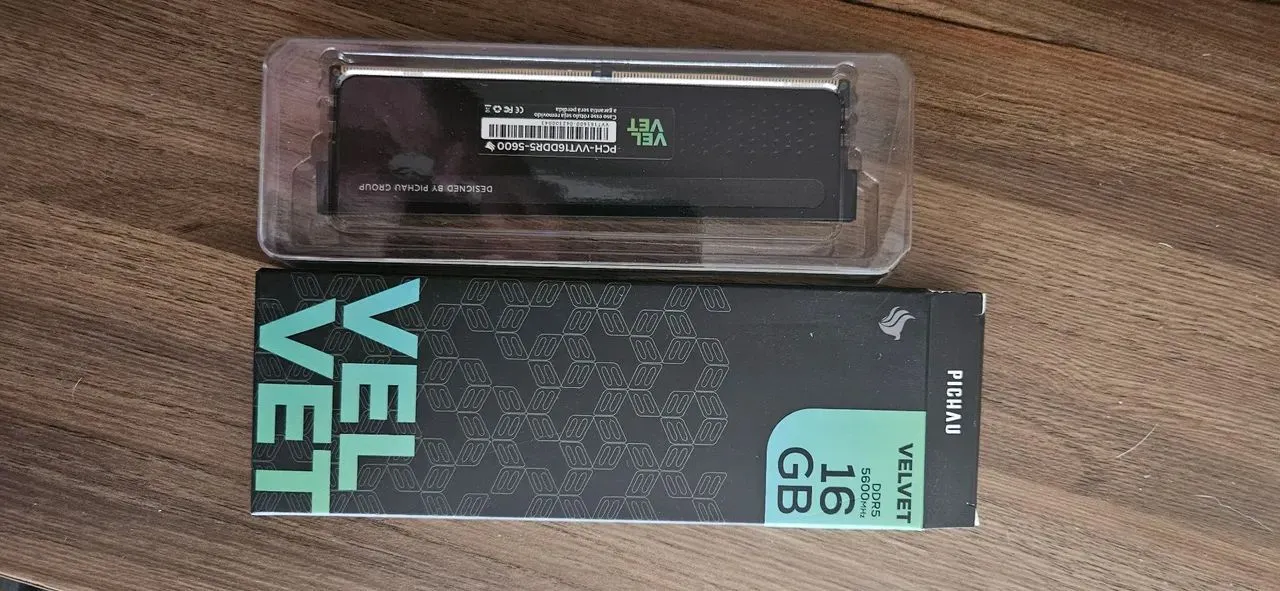 PCH-VVT16DDR5-5600
VEL
VET
Caso esse rótulo seja removido
a garantia será perdida
DESIGNED BY PICHAU GROUP
VEL
VET
PICHAU
VELVET
DDR5
5600MHz
16
GB